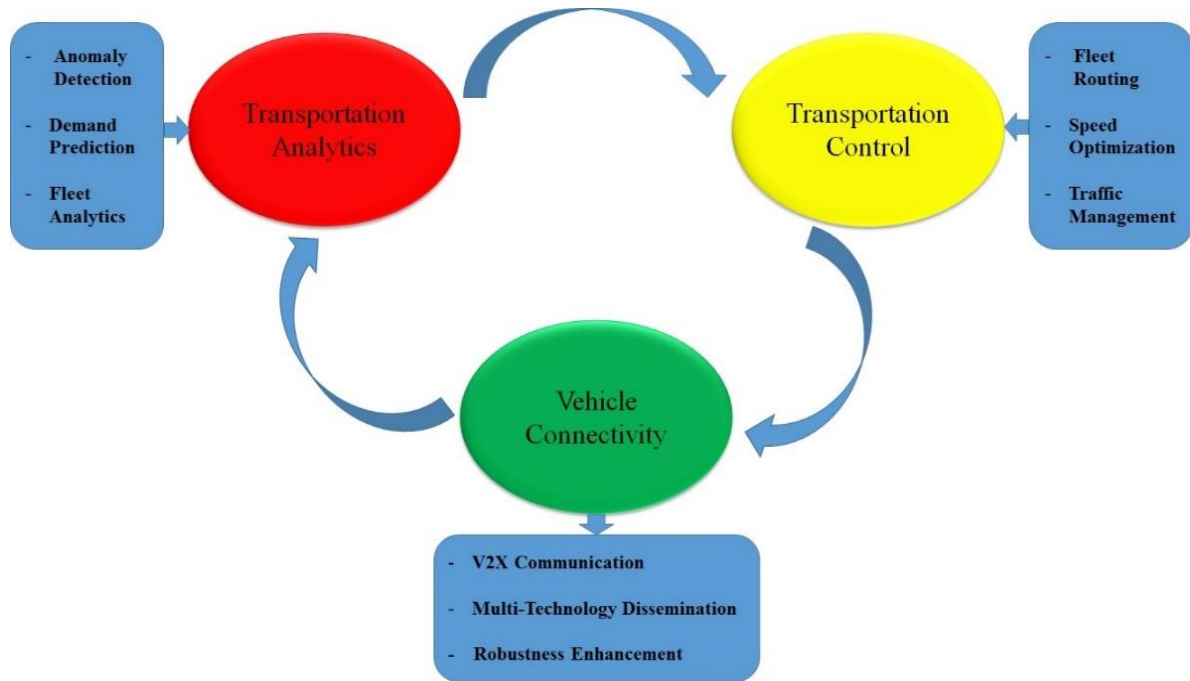 - Anomaly
Detection
- Demand
Prediction
- Fleet
Analytics
Transportation
Analytics
Transportation
Control
- Fleet
Routing
- Speed
Optimization
- Traffic
Management
Vehicle
Connectivity
- V2X Communication
- Multi-Technology Dissemination
- Robustness Enhancement